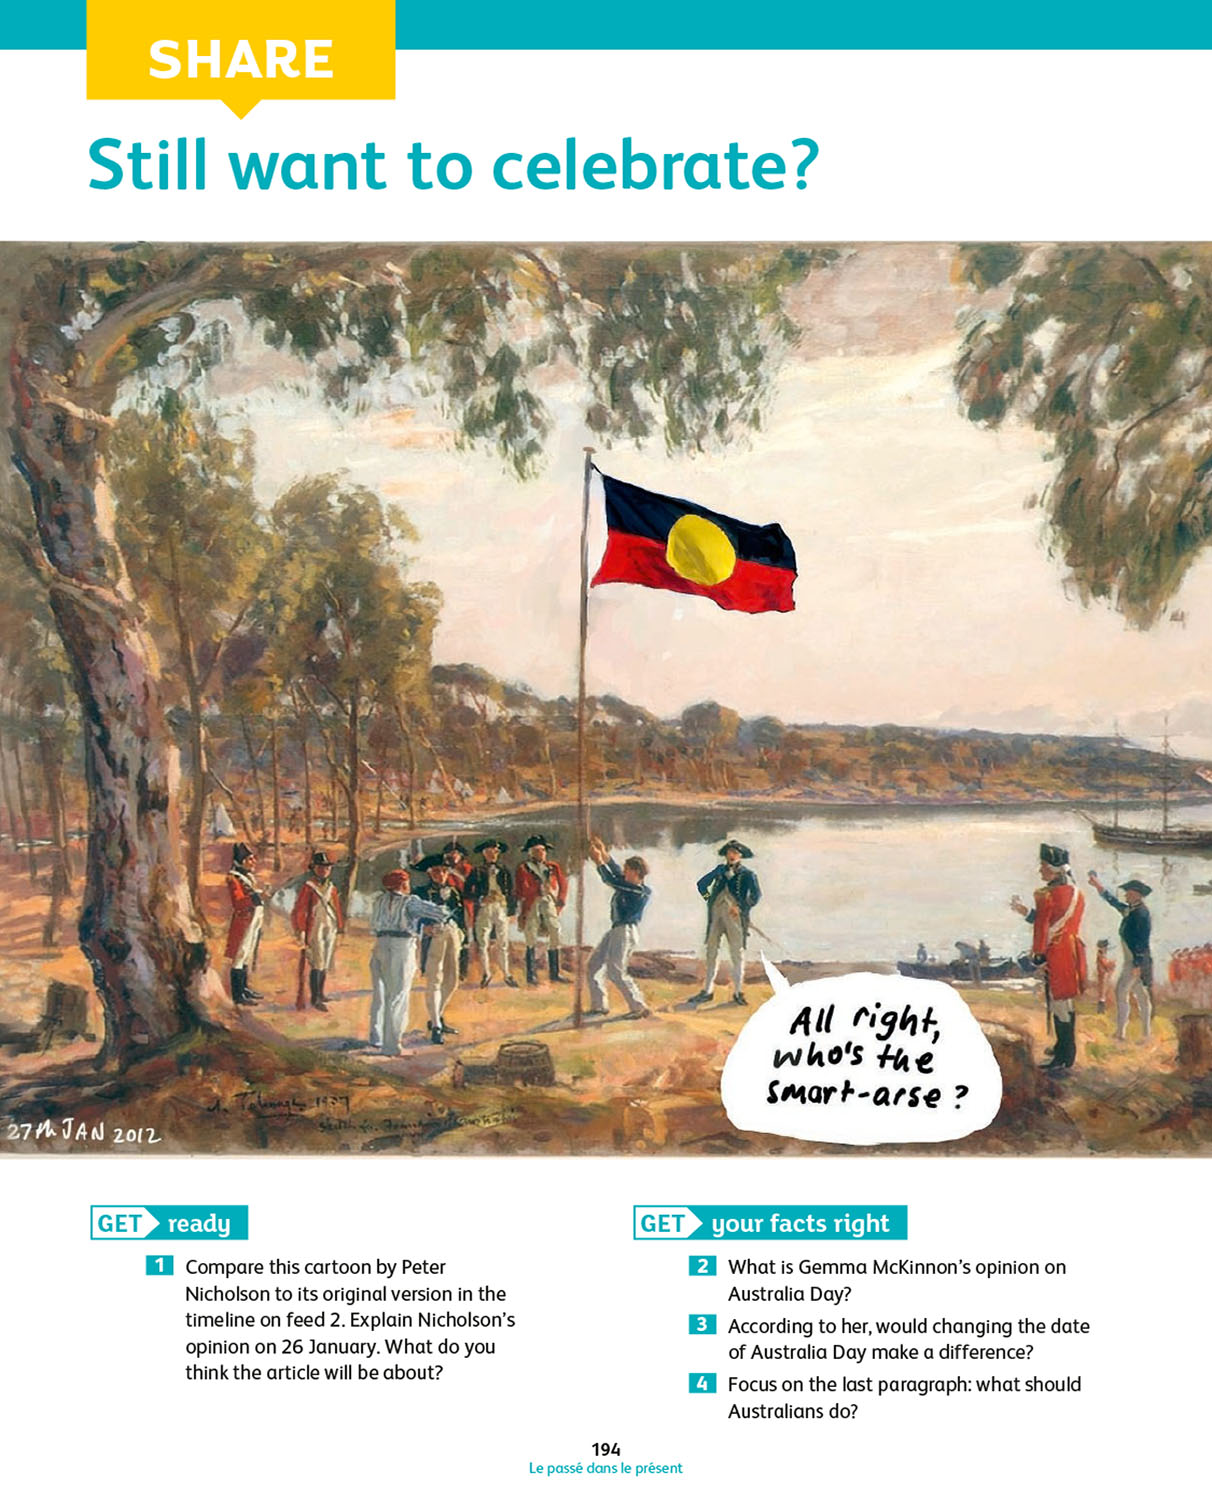 SHARE
Still want to celebrate?
All right,
who's the
smart-arse?
1937
27th JAN 2012
GET ready
1 Compare this cartoon by Peter
Nicholson to its original version in the
timeline on feed 2. Explain Nicholson's
opinion on 26 January. What do you
think the article will be about?
GET your facts right
2 What is Gemma McKinnon's opinion on
Australia Day?
3 According to her, would changing the date
of Australia Day make a difference?
4 Focus on the last paragraph: what should
Australians do?
194
Le passé dans le présent